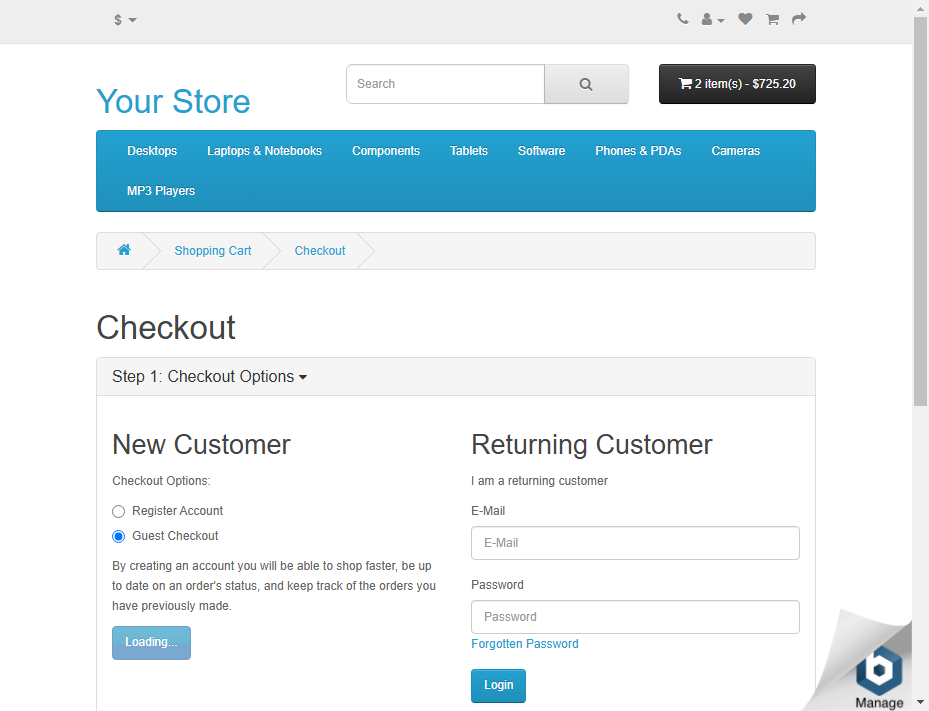 $
Your Store
Search
2 item(s) - $725.20
Desktops Laptops & Notebooks Components Tablets Software Phones & PDAs Cameras
MP3 Players
Shopping Cart Checkout
Checkout
Step 1: Checkout Options
New Customer
Checkout Options:
Register Account
Guest Checkout
By creating an account you will be able to shop faster, be up
to date on an order's status, and keep track of the orders you
have previously made.
Loading...
Returning Customer
I am a returning customer
E-Mail
E-Mail
Password
Password
Forgotten Password
Login
Manage